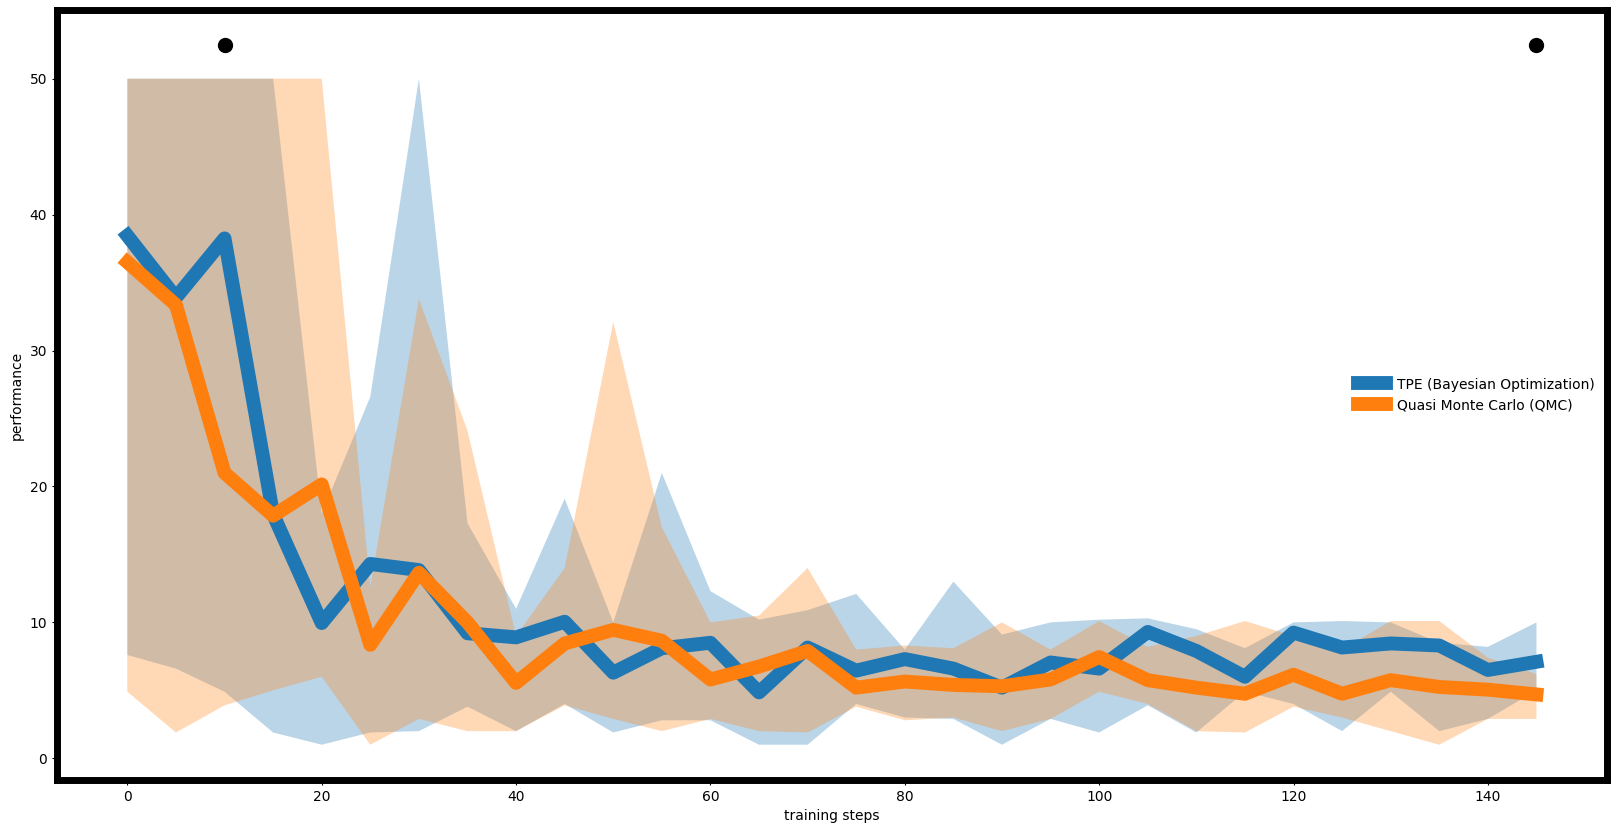 50
40
30
20
10
0
performance
TPE (Bayesian Optimization)
Quasi Monte Carlo (QMC)
0 20 40 60 80 100 120 140
training steps